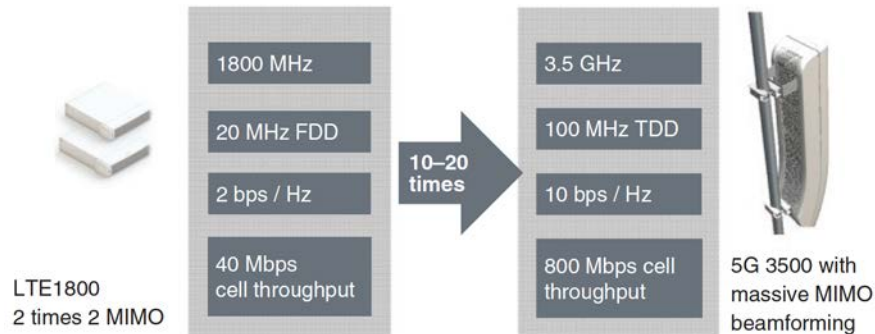 1800 MHz
20 MHz FDD
2 bps / Hz
40 Mbps
cell throughput
LTE1800
2 times 2 MIMO
10–20
times
3.5 GHz
100 MHz TDD
10 bps / Hz
800 Mbps cell
throughput
5G 3500 with
massive MIMO
beamforming